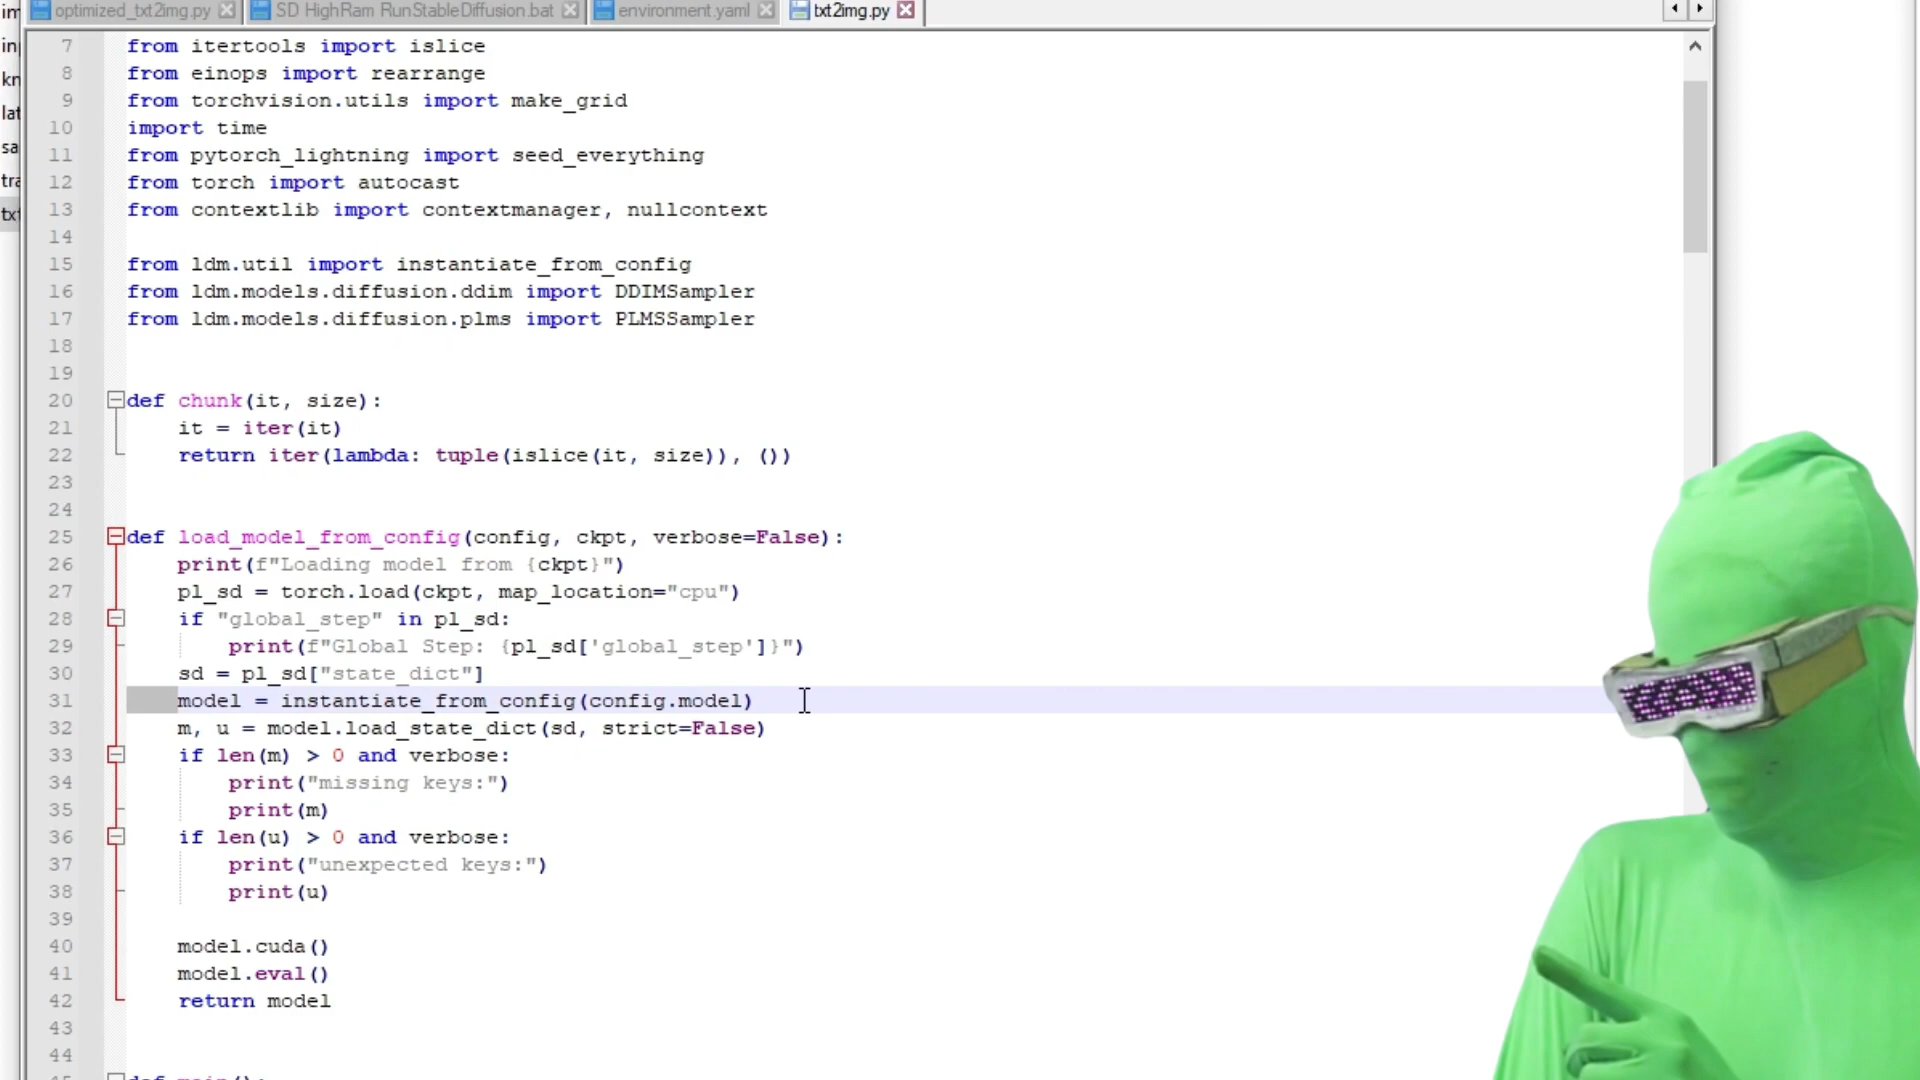 optimized_txt2img.py SD HighRam RunStableDiffusion.bat environment.yaml txt2img.py
7 from itertools import islice
8 from einops import rearrange
9 from torchvision.utils import make_grid
10 import time
11 from pytorch_lightning import seed_everything
12 from torch import autocast
13 from contextlib import contextmanager, nullcontext
14
15 from ldm.util import instantiate_from_config
16 from ldm.models.diffusion.ddim import DDIMSampler
17 from ldm.models.diffusion.plms import PLMSSampler
18
19
20 def chunk(it, size):
21 it = iter(it)
22 return iter(lambda: tuple(islice(it, size)), ())
23
24
25 def load_model_from_config(config, ckpt, verbose=False):
26 print(f"Loading model from {ckpt}")
27 pl_sd = torch.load(ckpt, map_location="cpu")
28 if "global_step" in pl_sd:
29 print(f"Global Step: {pl_sd['global_step']}")
30 sd = pl_sd["state_dict"]
31 model = instantiate_from_config(config.model)
32 m, u = model.load_state_dict(sd, strict=False)
33 if len(m) > 0 and verbose:
34 print("missing keys:")
35 print(m)
36 if len(u) > 0 and verbose:
37 print("unexpected keys:")
38 print(u)
39
40 model.cuda()
41 model.eval()
42 return model
43
44